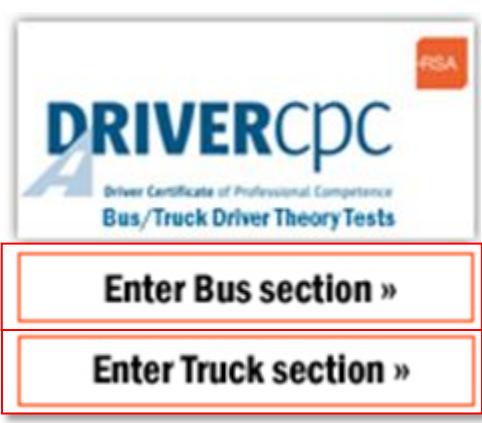 RSA
DRIVERCPC
Driver Certificate of Professional Competence
Bus/Truck Driver Theory Tests
Enter Bus section »
Enter Truck section »